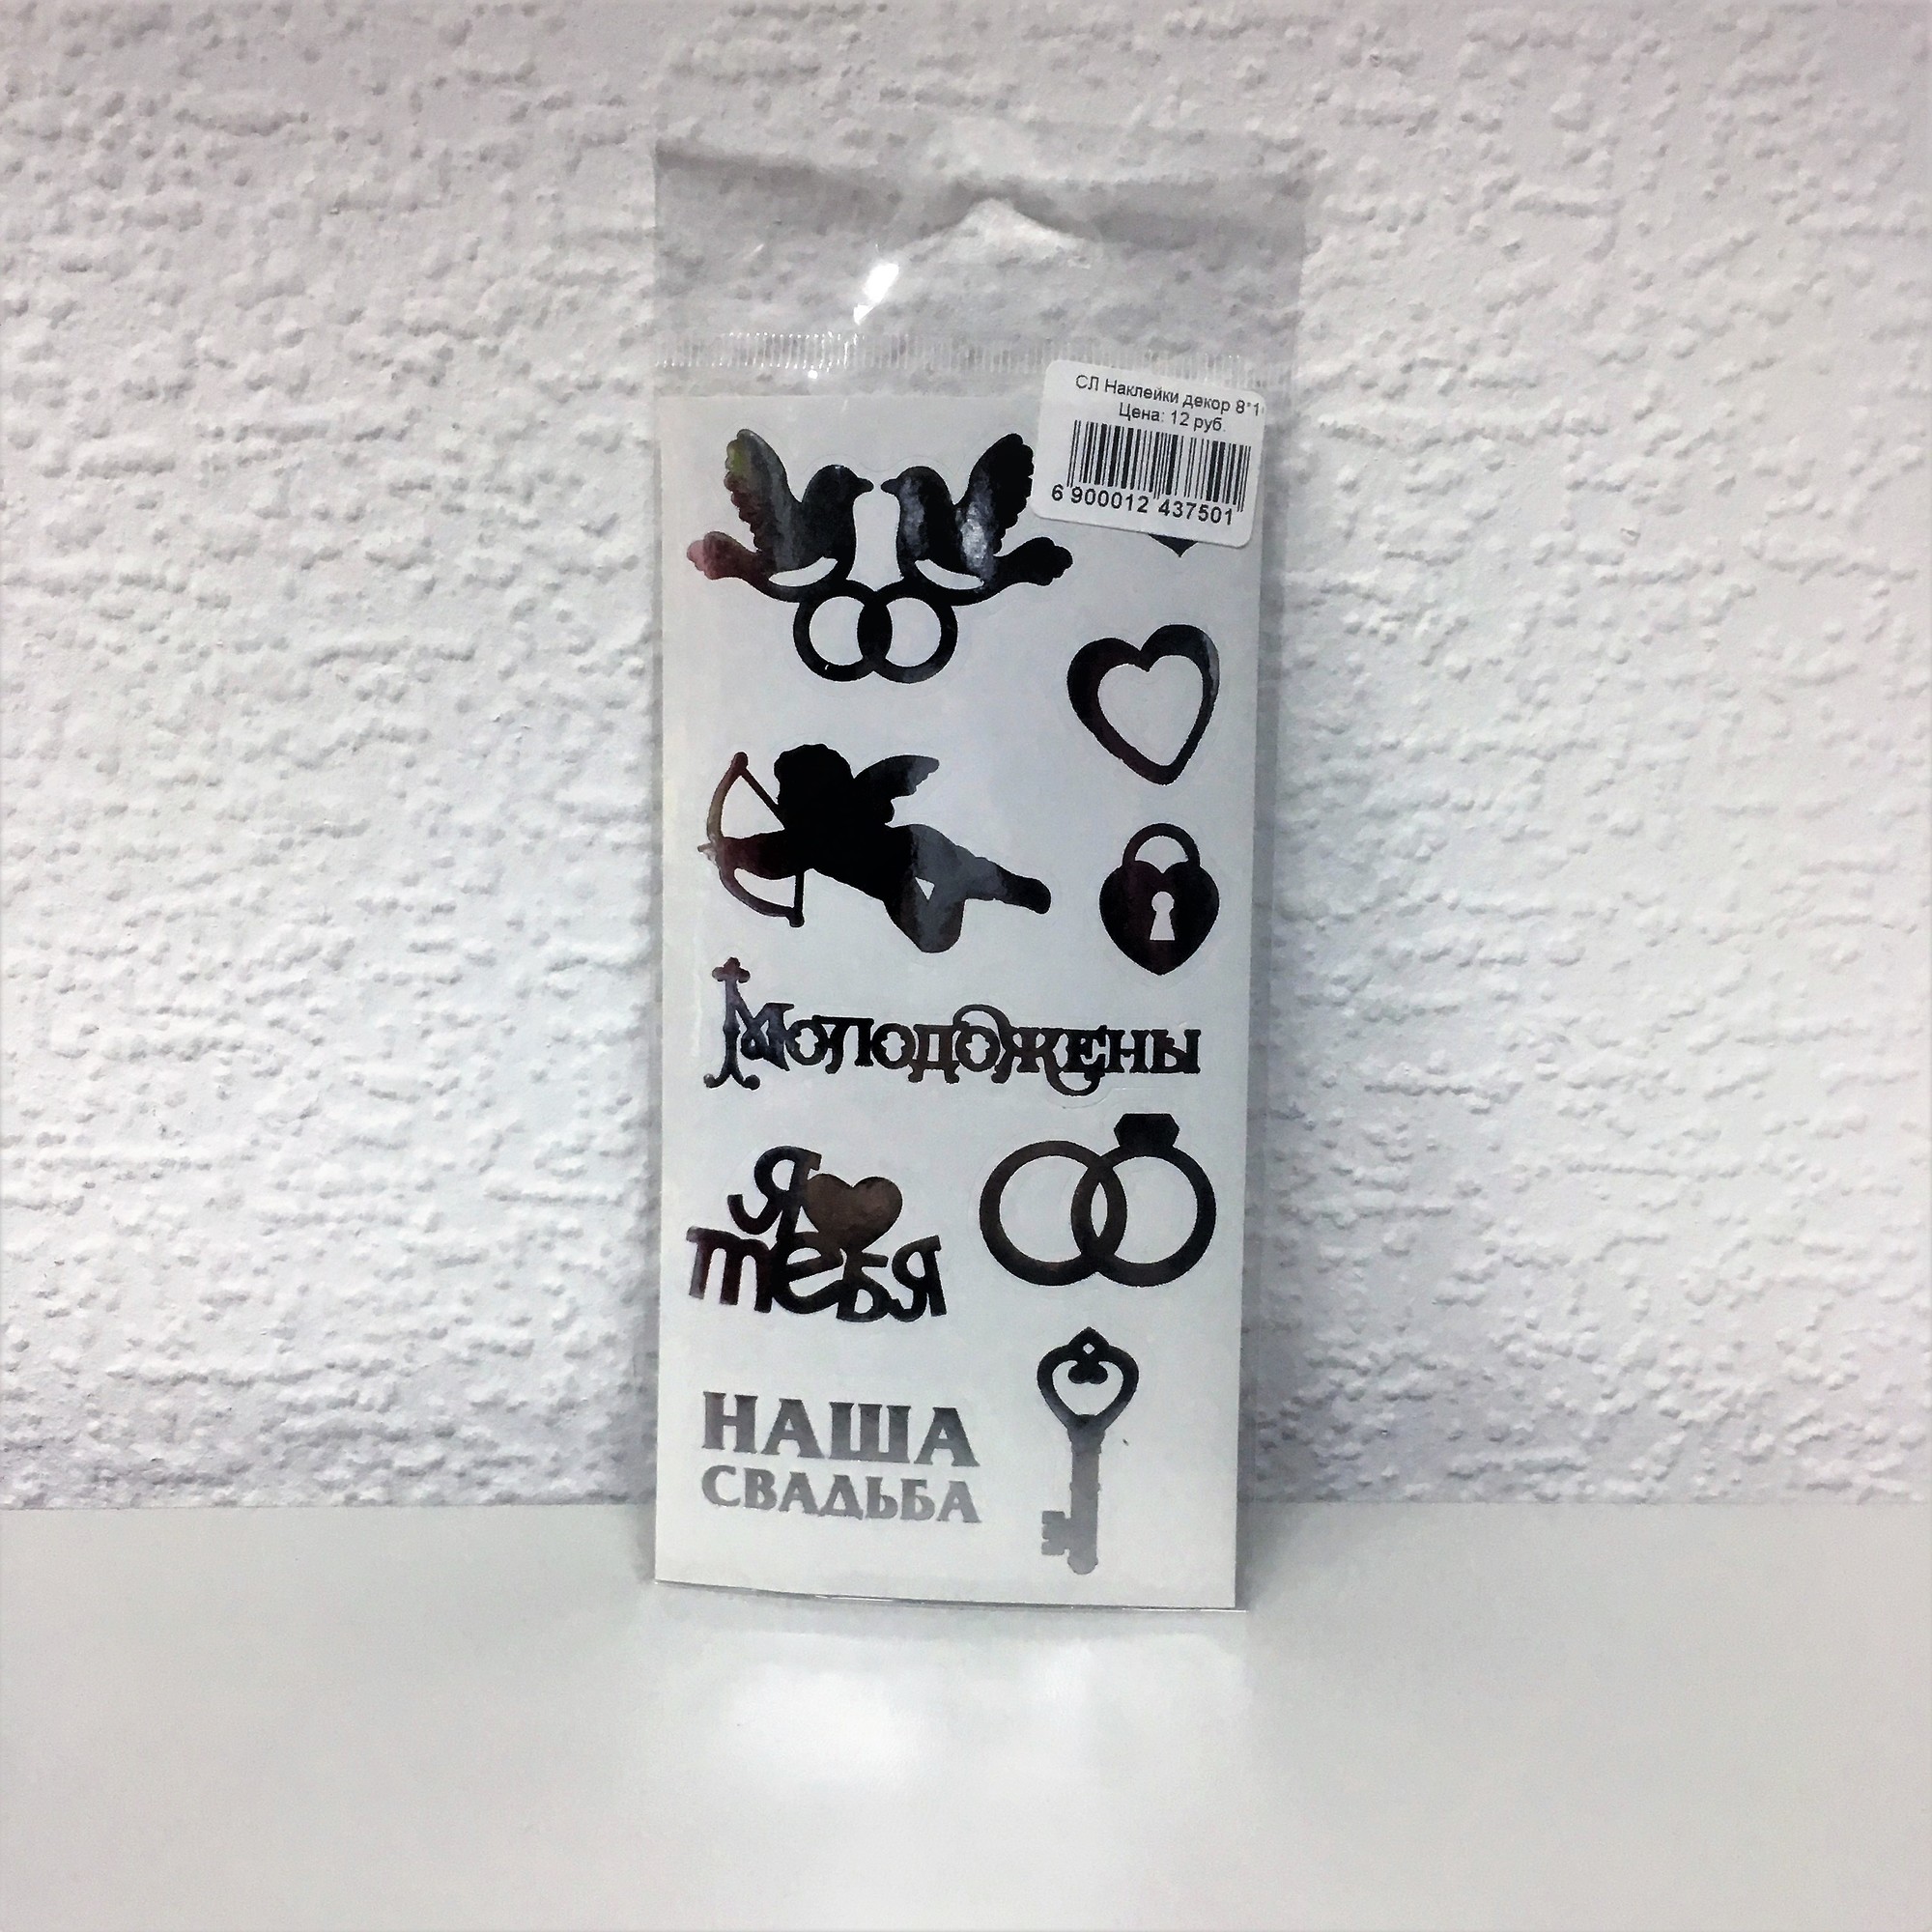 СЛ Наклейки декор 8*1
Цена: 12 руб.
6 900012 437501
Молодожены
я
тебя
НАША
СВАДЬБА